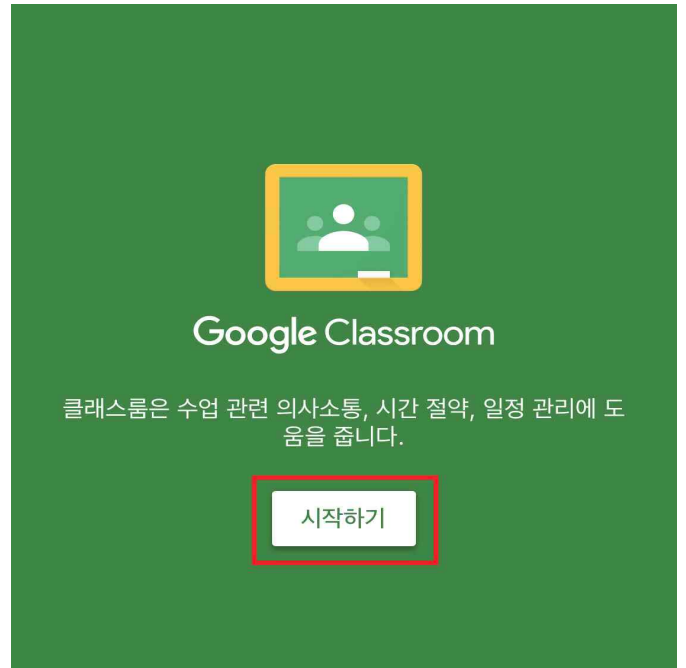 Google Classroom
클래스룸은 수업 관련 의사소통, 시간 절약, 일정 관리에 도
움을 줍니다.
시작하기